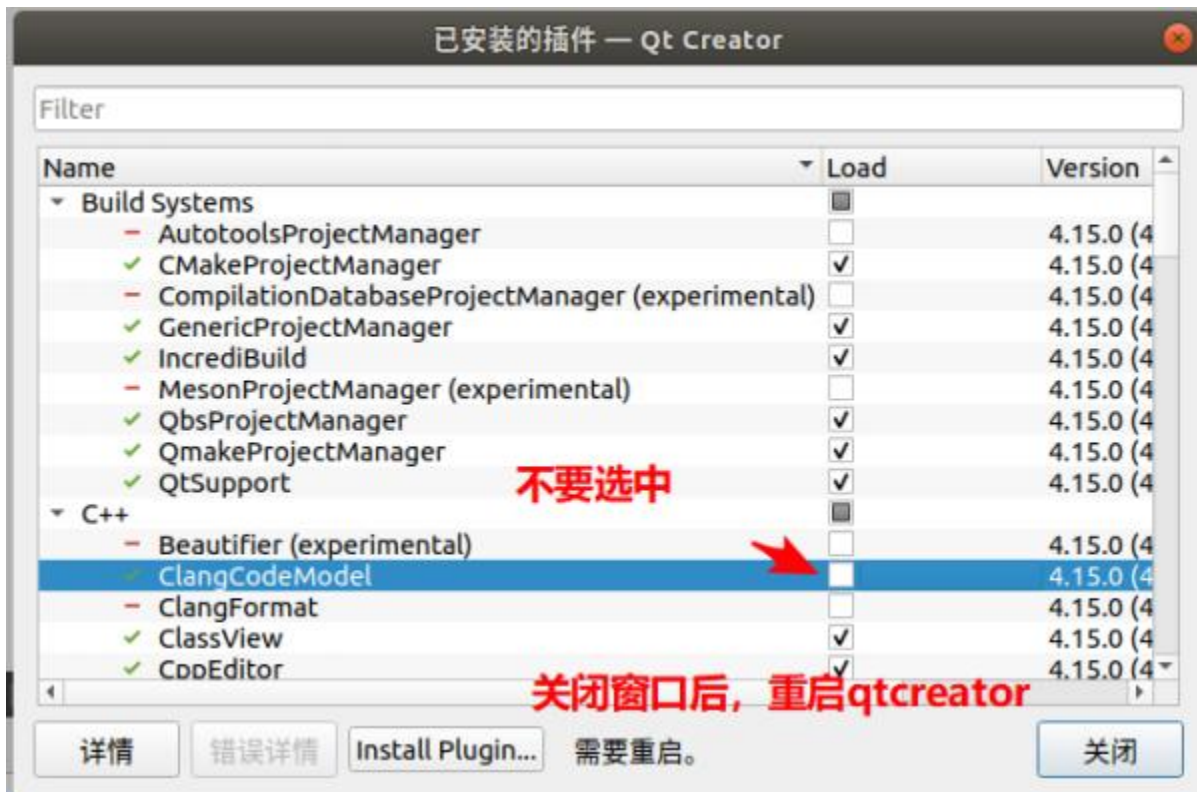 已安装的插件 — Qt Creator
Filter
Name Load Version
Build Systems
AutotoolsProjectManager 4.15.0 (4
CMakeProjectManager 4.15.0 (4
CompilationDatabaseProjectManager (experimental) 4.15.0 (4
GenericProjectManager 4.15.0 (4
IncrediBuild 4.15.0 (4
MesonProjectManager (experimental) 4.15.0 (4
QbsProjectManager 4.15.0 (4
QmakeProjectManager 4.15.0 (4
QtSupport 4.15.0 (4
不要选中
C++
Beautifier (experimental) 4.15.0 (4
ClangCodeModel 4.15.0 (4
ClangFormat 4.15.0 (4
ClassView 4.15.0 (4
CppEditor 4.15.0 (4
关闭窗口后，重启qtcreator
详情 错误详情 Install Plugin... 需要重启。 关闭